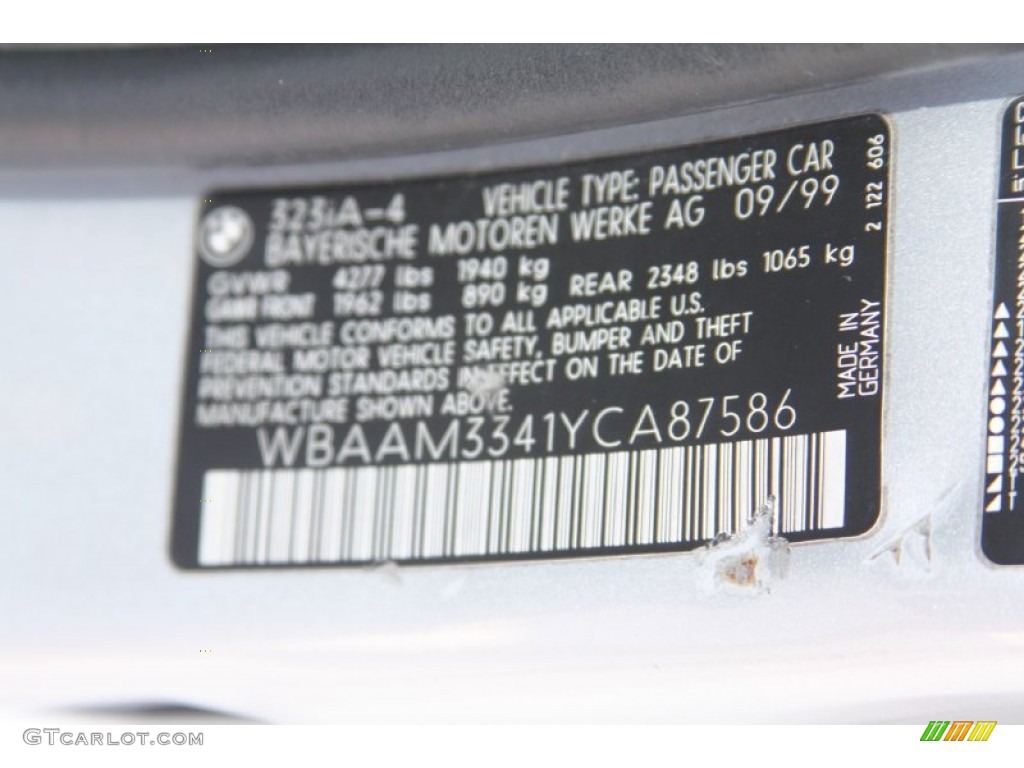 323iA-4 VEHICLE TYPE: PASSENGER CAR
BAYERISCHE MOTOREN WERKE AG 09/99
GVWR 4277 lbs 1940 kg
GAWR FRONT 1962 lbs 890 kg REAR 2348 lbs 1065 kg
THIS VEHICLE CONFORMS TO ALL APPLICABLE U.S.
FEDERAL MOTOR VEHICLE SAFETY, BUMPER AND THEFT
PREVENTION STANDARDS IN EFFECT ON THE DATE OF
MANUFACTURE SHOWN ABOVE.
WBAAM3341YCA87586
2 122 606
MADE IN
GERMANY
GTCARLOT.COM